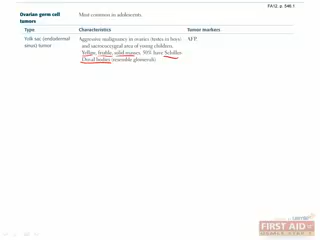 FA12, p. 546.1
Ovarian germ cell tumors Most common in adolescents.
Type Characteristics Tumor markers
Yolk sac (endodermal sinus) tumor Aggressive malignancy in ovaries (testes in boys) AFP
and sacrococcygeal area of young children.
Yellow, friable, solid masses. 50% have Schiller-
Duval bodies (resemble glomeruli)
FIRST AID